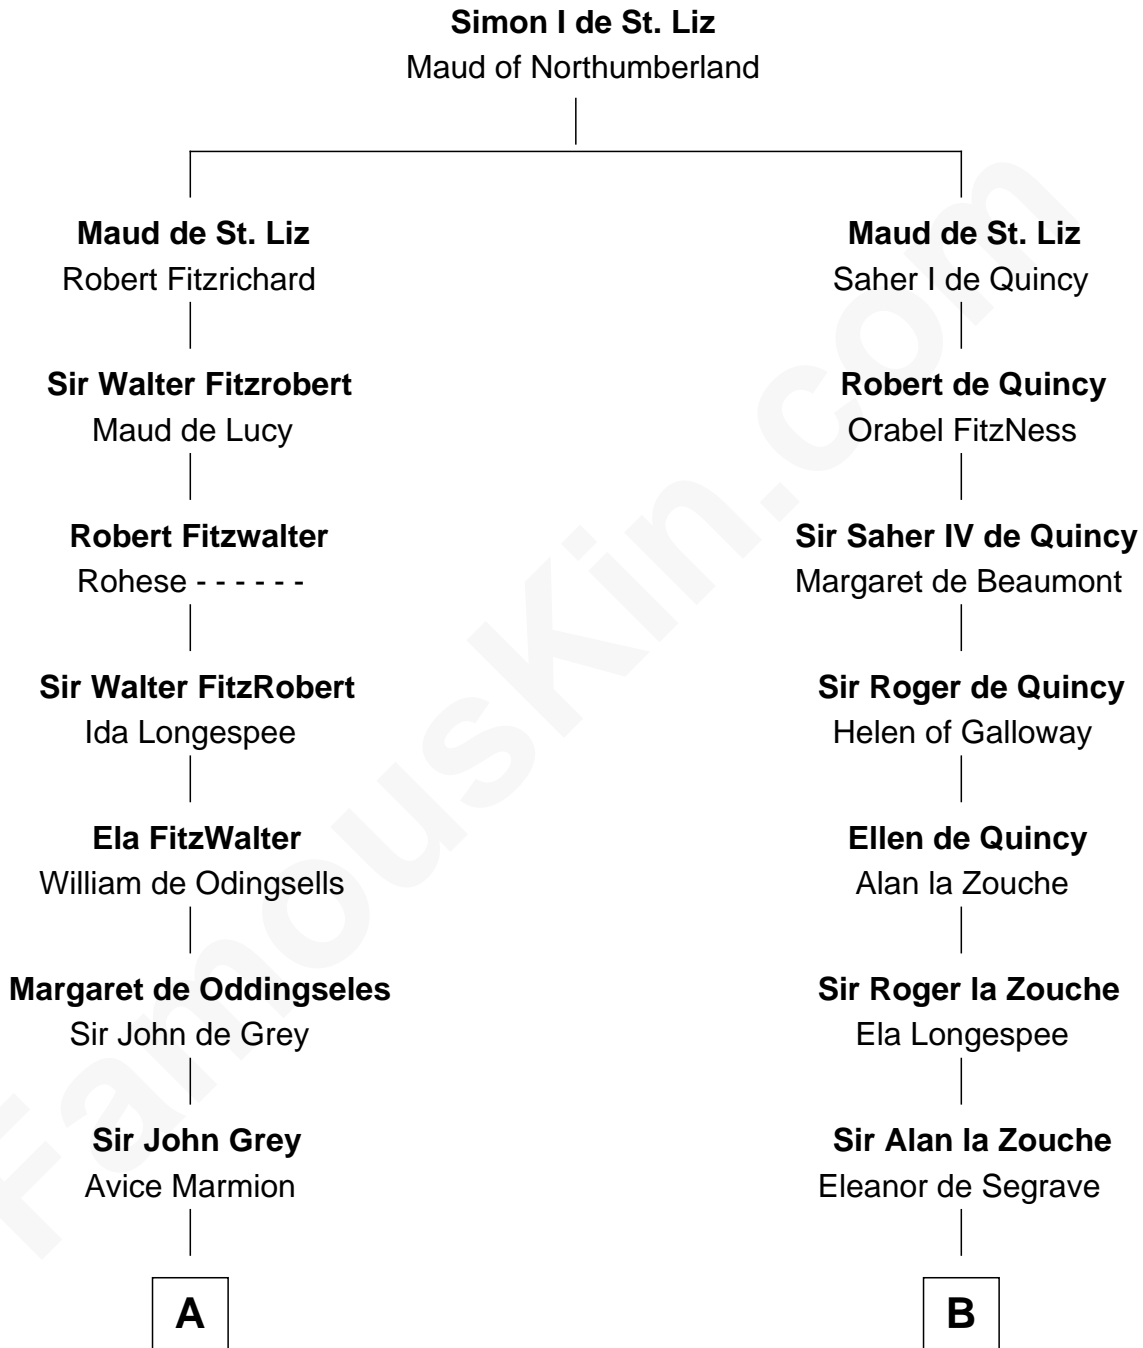 Simon I de St. Liz
Maud of Northumberland
Maud de St. Liz
Robert Fitzrichard
Maud de St. Liz
Saher I de Quincy
Sir Walter Fitzrobert
Maud de Lucy
Robert de Quincy
Orabel FitzNess
Robert Fitzwalter
Rohese - - - - - -
Sir Saher IV de Quincy
Margaret de Beaumont
Sir Walter FitzRobert
Ida Longespee
Sir Roger de Quincy
Helen of Galloway
Ela FitzWalter
William de Odingsells
Ellen de Quincy
Alan la Zouche
Margaret de Oddingseles
Sir John de Grey
Sir Roger la Zouche
Ela Longespee
Sir John Grey
Avice Marmion
Sir Alan la Zouche
Eleanor de Segrave
A
B
FamousKin.com